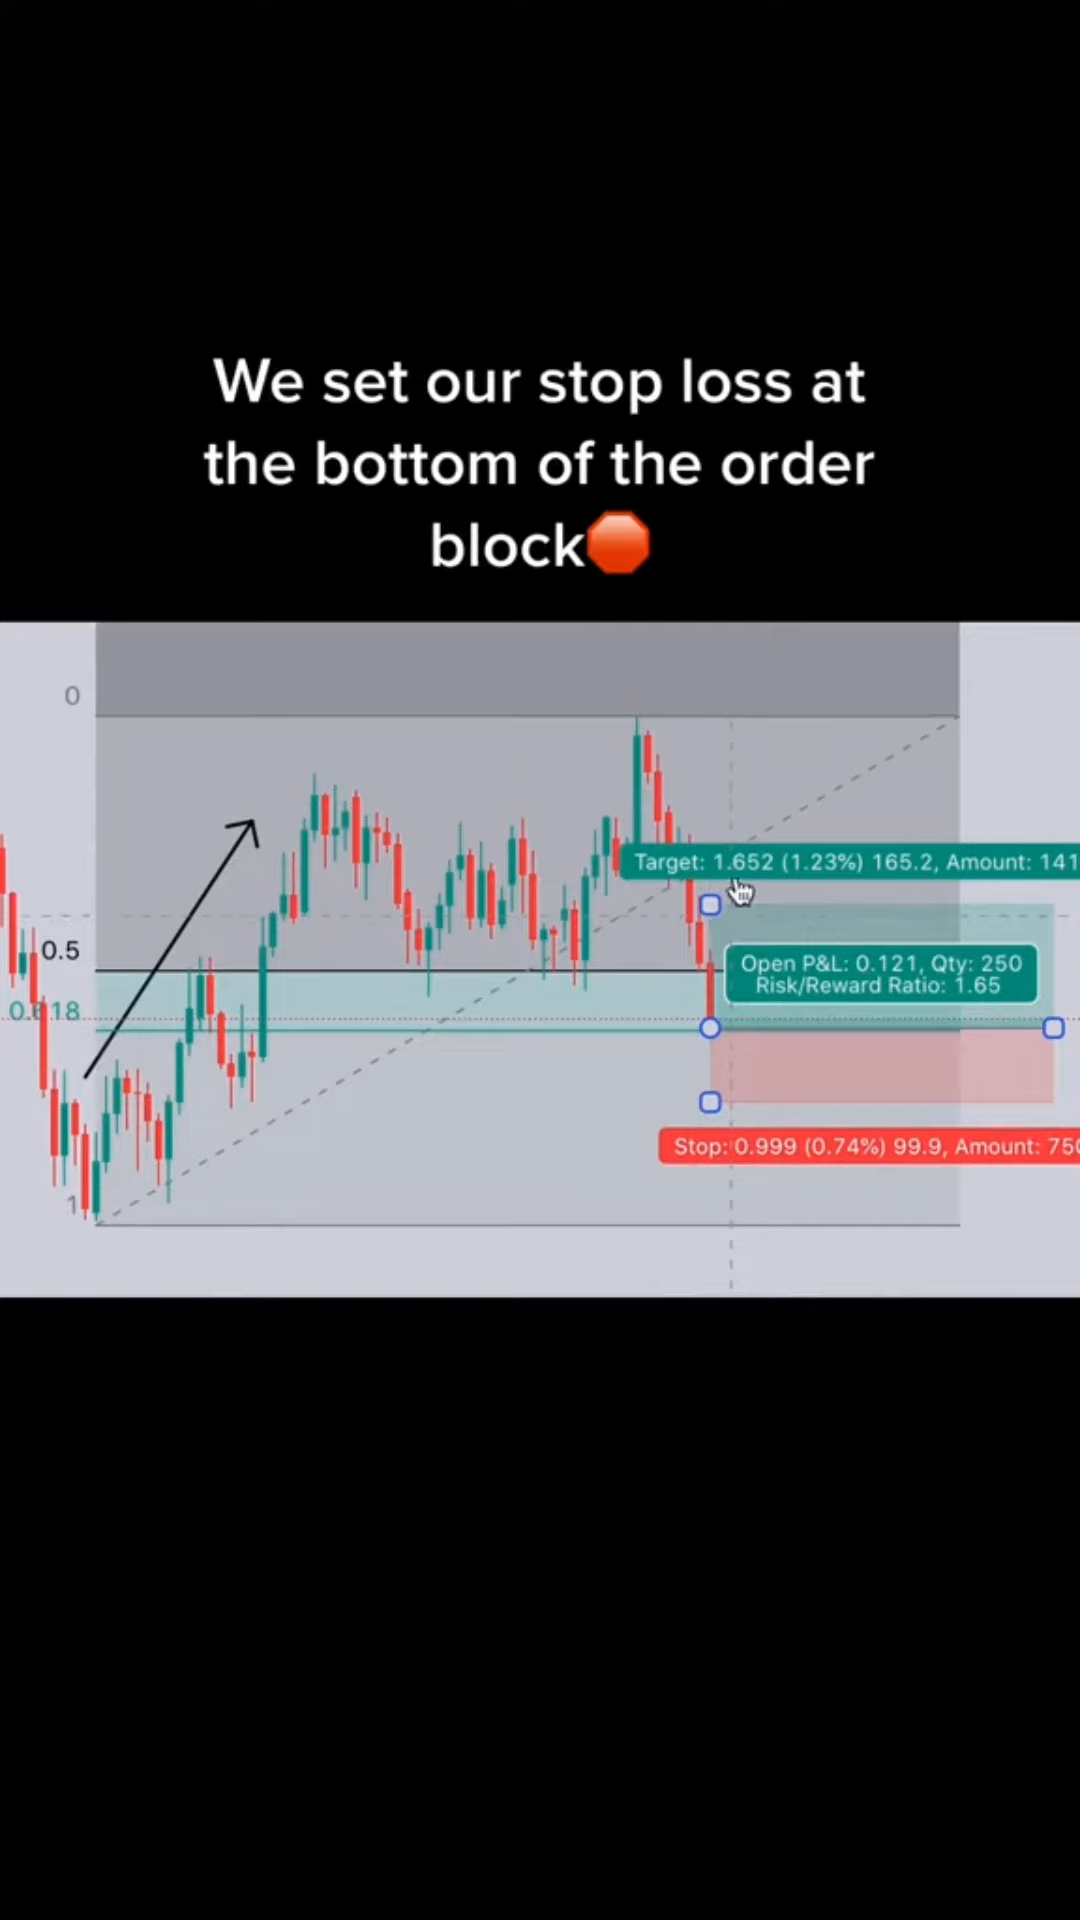 We set our stop loss at
the bottom of the order
block🛑
0
Target: 1.652 (1.23%) 165.2, Amount: 141
0.5
Open P&L: 0.121, Qty: 250
Risk/Reward Ratio: 1.65
0.618
Stop: 0.999 (0.74%) 99.9, Amount: 750
1